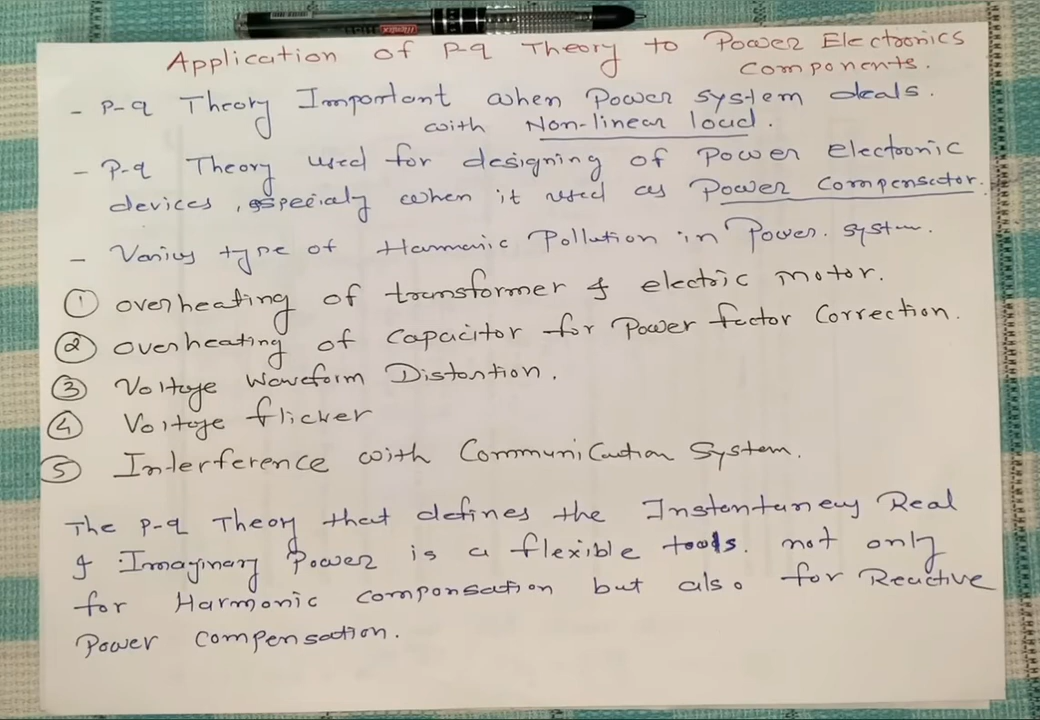 Application of P-q Theory to Power Electronics
Components.
- P-q Theory Important when Power system deals.
with Non-linear load.
- P-q Theory used for designing of Power electronic
devices, especialy when it used as Power Compensator.
- Various type of Harmonic Pollution in Power. system.
① overheating of transformer & electric motor.
② overheating of capacitor for Power factor Correction.
③ Voltage Waveform Distortion.
④ Voltage flicker
⑤ Interference with Communication System.
The P-q Theory that defines the Instantaneous Real
& Imaginary Power is a flexible tools. not only
for Harmonic componsation but also for Reactive
Power compensation.